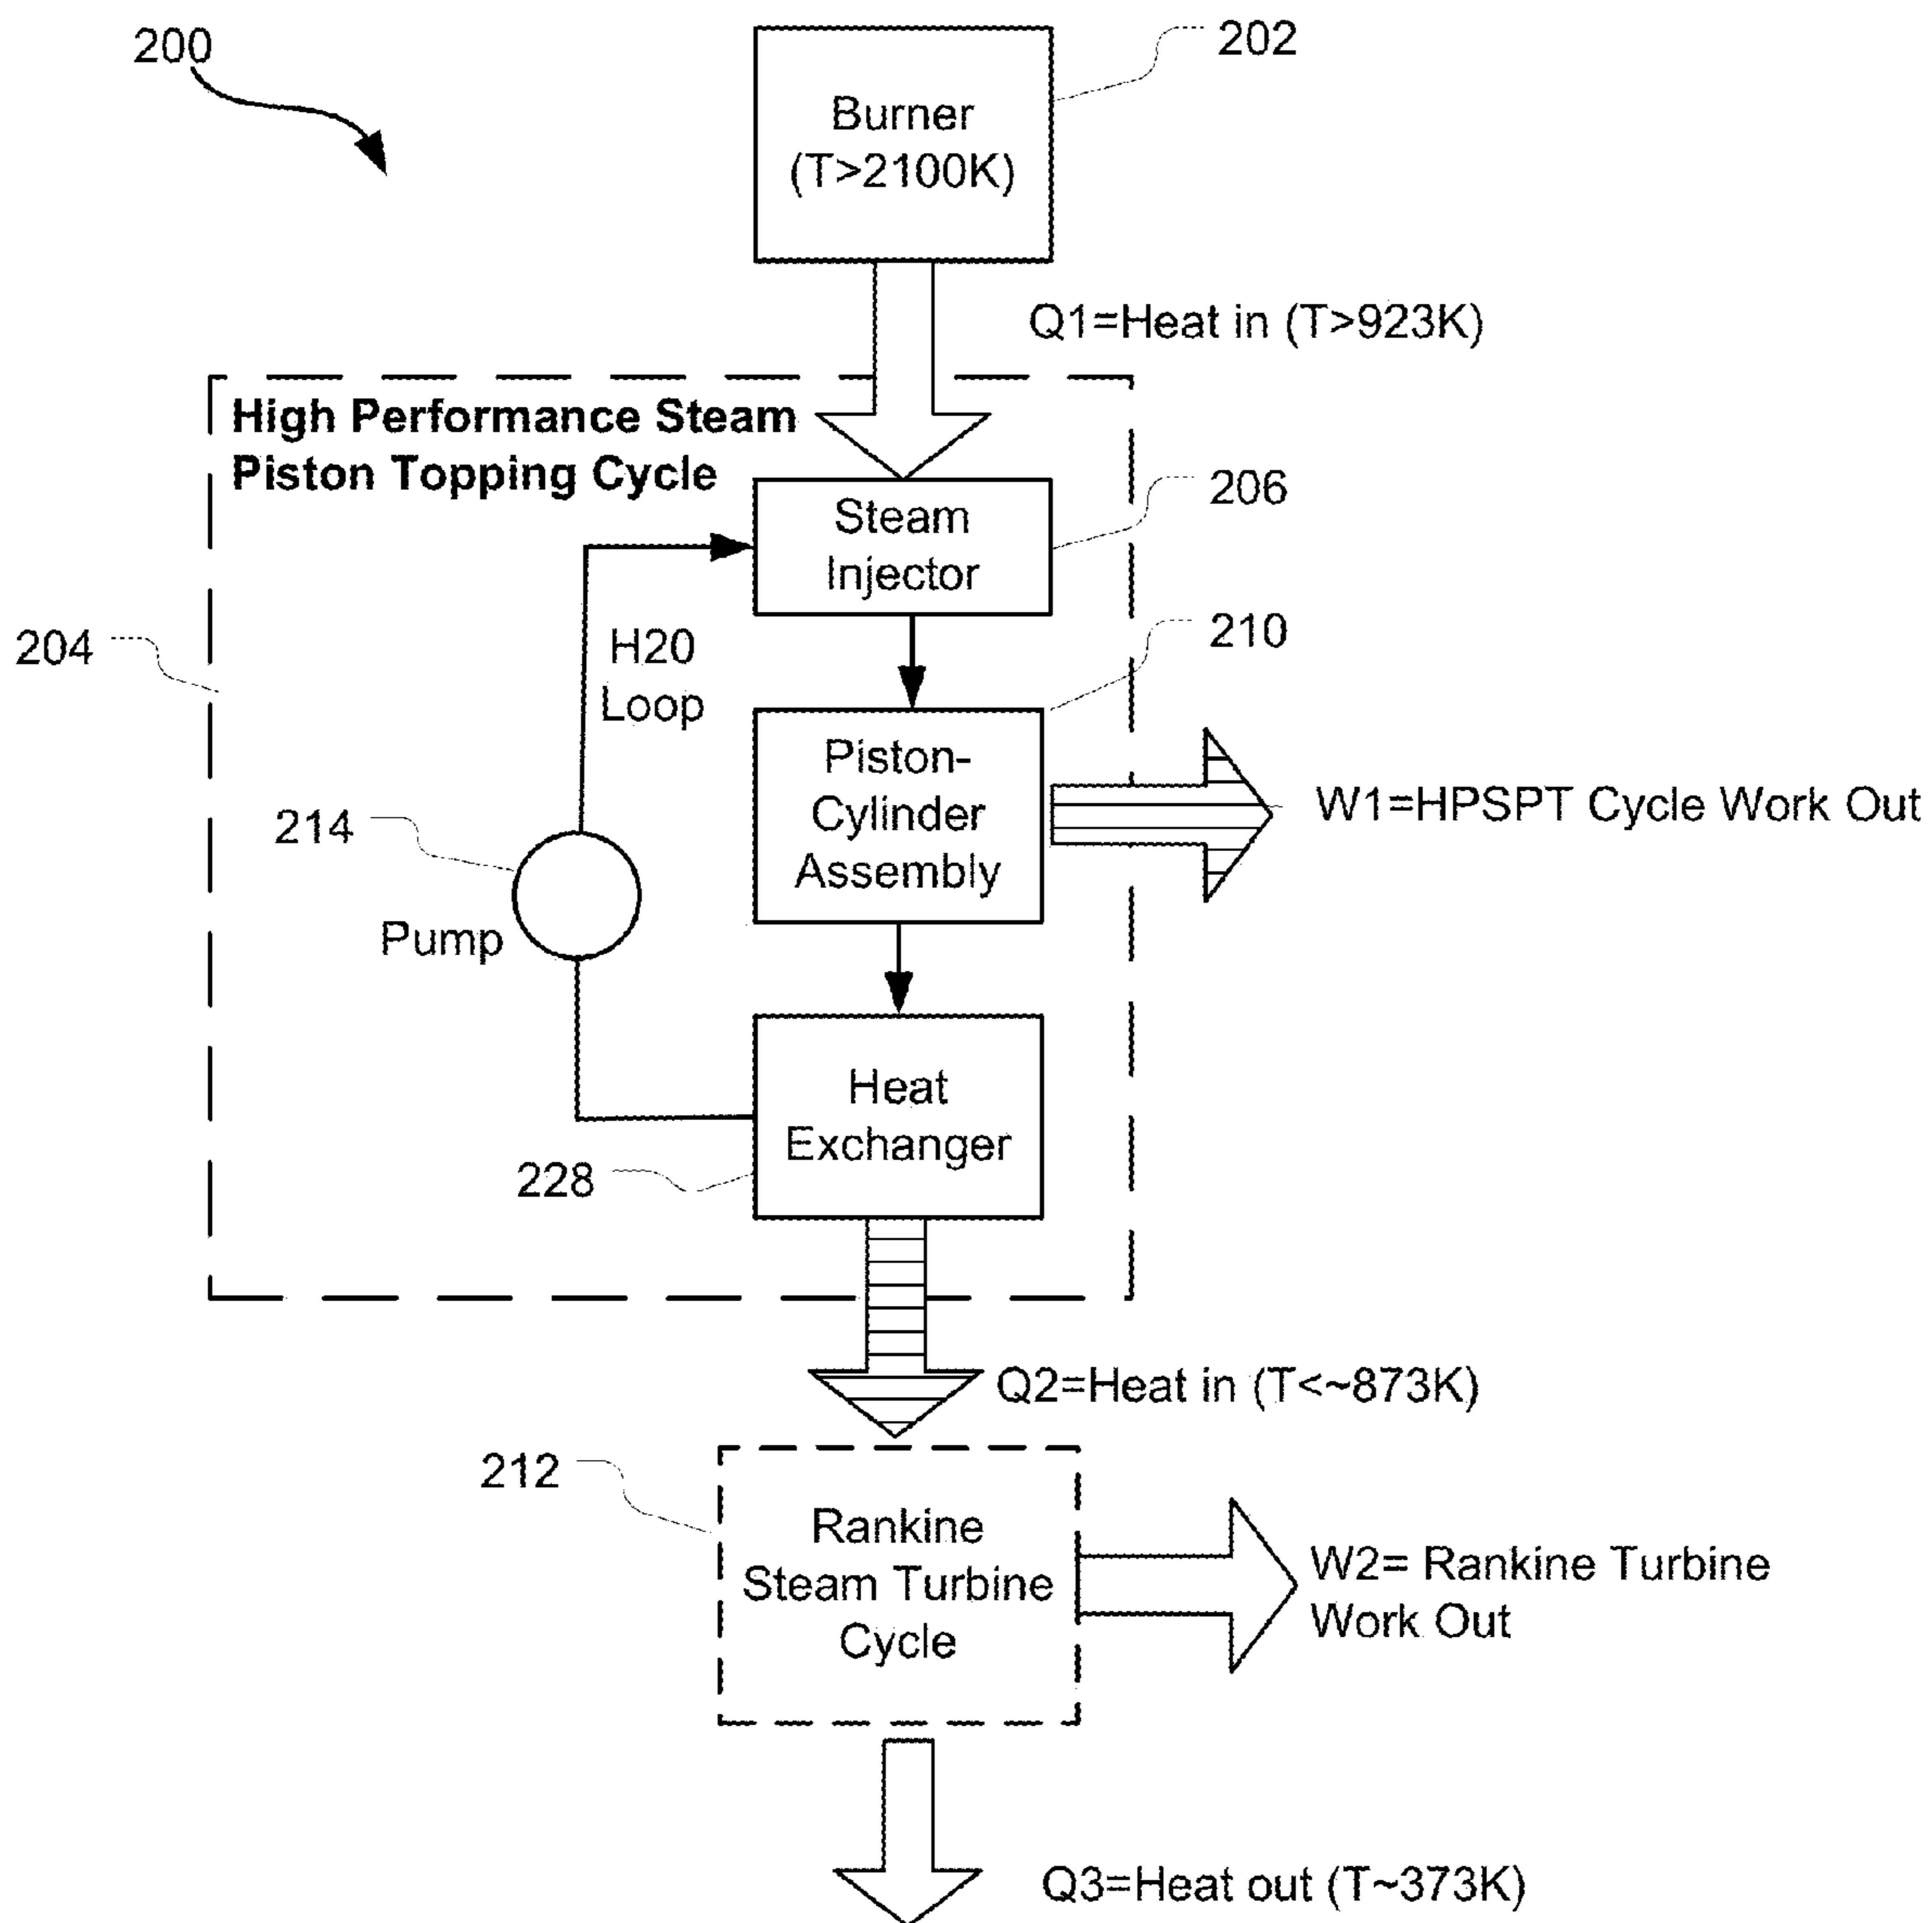 200
202
Burner
(T>2100K)
Q1=Heat in (T>923K)
High Performance Steam
Piston Topping Cycle
206
Steam
Injector
204
H20
Loop
210
Piston-
Cylinder
Assembly
W1=HPSPT Cycle Work Out
214
Pump
Heat
Exchanger
228
Q2=Heat in (T<~873K)
212
Rankine
Steam Turbine
Cycle
W2= Rankine Turbine
Work Out
Q3=Heat out (T~373K)